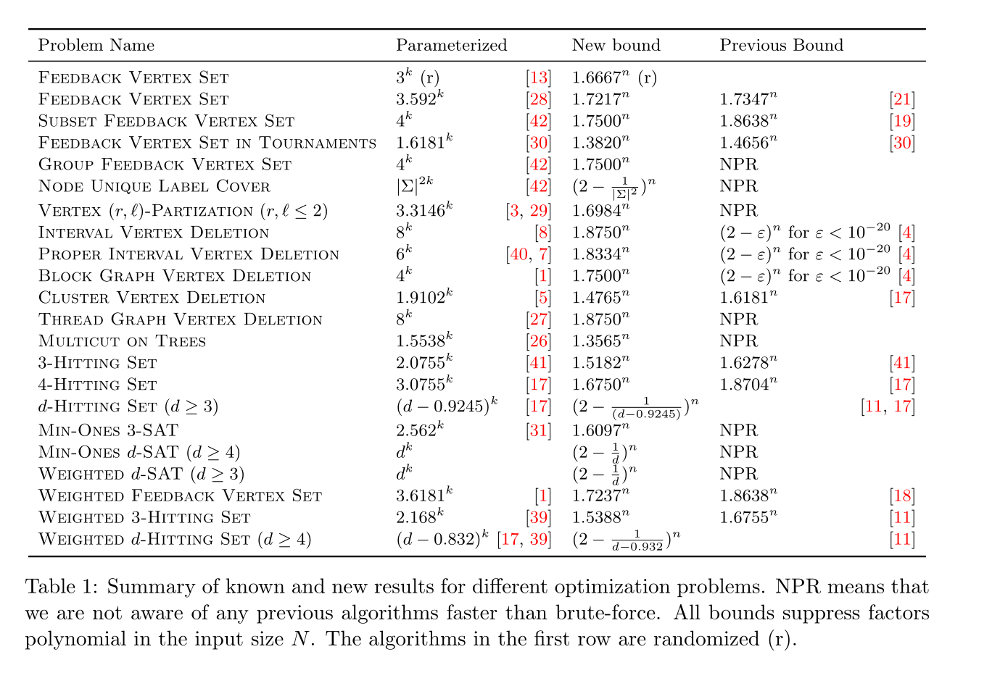 Problem Name Parameterized New bound Previous Bound
Feedback Vertex Set 3^k (r) [13] 1.6667^n (r)
Feedback Vertex Set 3.592^k [28] 1.7217^n 1.7347^n [21]
Subset Feedback Vertex Set 4^k [42] 1.7500^n 1.8638^n [19]
Feedback Vertex Set in Tournaments 1.6181^k [30] 1.3820^n 1.4656^n [30]
Group Feedback Vertex Set 4^k [42] 1.7500^n NPR
Node Unique Label Cover |Σ|^{2k} [42] (2 − \frac{1}{|Σ|^2})^n NPR
Vertex (r, ℓ)-Partization (r, ℓ ≤ 2) 3.3146^k [3, 29] 1.6984^n NPR
Interval Vertex Deletion 8^k [8] 1.8750^n (2 − ε)^n for ε < 10^{−20} [4]
Proper Interval Vertex Deletion 6^k [40, 7] 1.8334^n (2 − ε)^n for ε < 10^{−20} [4]
Block Graph Vertex Deletion 4^k [1] 1.7500^n (2 − ε)^n for ε < 10^{−20} [4]
Cluster Vertex Deletion 1.9102^k [5] 1.4765^n 1.6181^n [17]
Thread Graph Vertex Deletion 8^k [27] 1.8750^n NPR
Multicut on Trees 1.5538^k [26] 1.3565^n NPR
3-Hitting Set 2.0755^k [41] 1.5182^n 1.6278^n [41]
4-Hitting Set 3.0755^k [17] 1.6750^n 1.8704^n [17]
d-Hitting Set (d ≥ 3) (d − 0.9245)^k [17] (2 − \frac{1}{(d−0.9245)})^n [11, 17]
Min-Ones 3-SAT 2.562^k [31] 1.6097^n NPR
Min-Ones d-SAT (d ≥ 4) d^k (2 − \frac{1}{d})^n NPR
Weighted d-SAT (d ≥ 3) d^k (2 − \frac{1}{d})^n NPR
Weighted Feedback Vertex Set 3.6181^k [1] 1.7237^n 1.8638^n [18]
Weighted 3-Hitting Set 2.168^k [39] 1.5388^n 1.6755^n [11]
Weighted d-Hitting Set (d ≥ 4) (d − 0.832)^k [17, 39] (2 − \frac{1}{d−0.932})^n [11]
Table 1: Summary of known and new results for different optimization problems. NPR means that
we are not aware of any previous algorithms faster than brute-force. All bounds suppress factors
polynomial in the input size N. The algorithms in the first row are randomized (r).